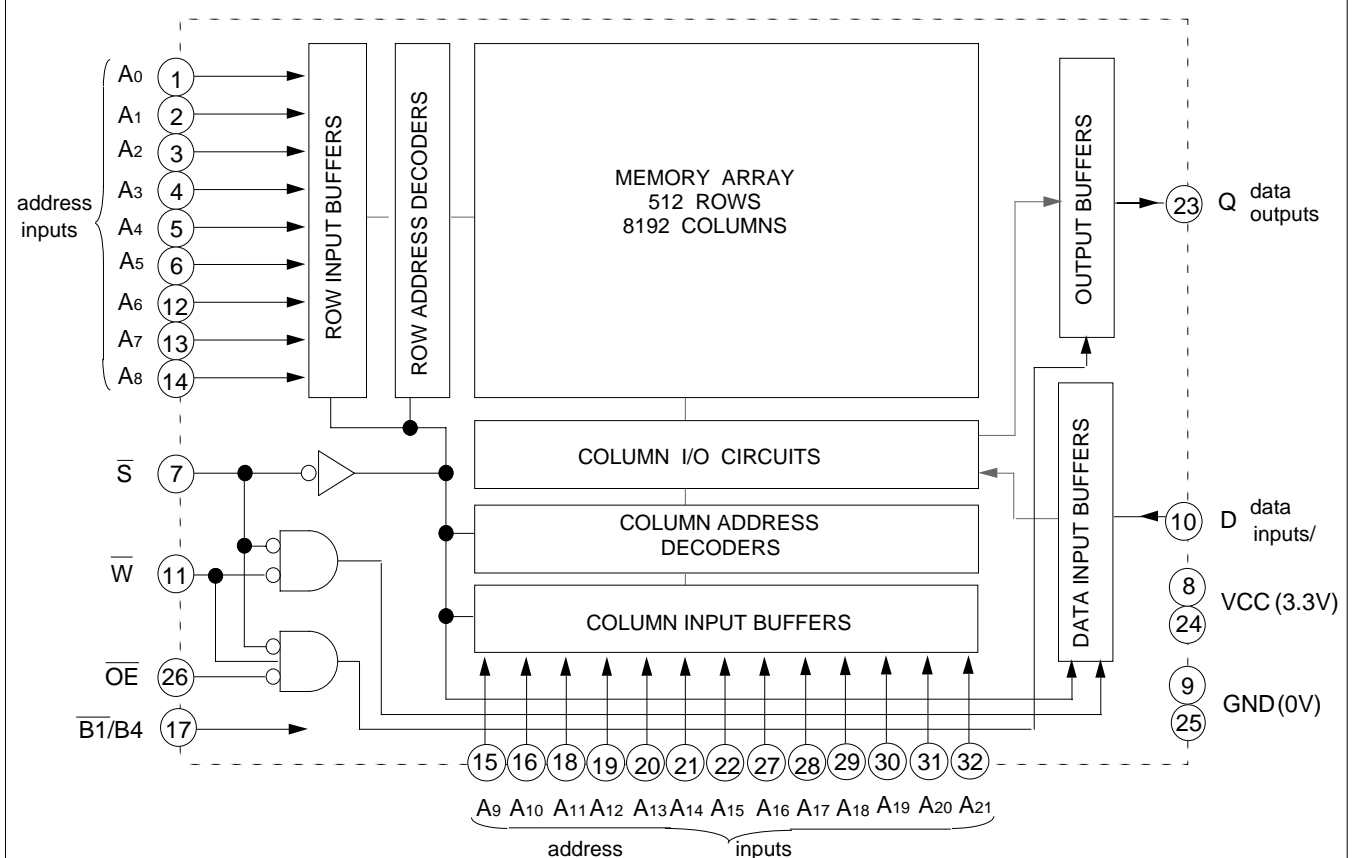 A0 1
A1 2
A2 3
A3 4
A4 5
A5 6
A6 12
A7 13
A8 14
address
inputs
ROW INPUT BUFFERS
ROW ADDRESS DECODERS
MEMORY ARRAY
512 ROWS
8192 COLUMNS
OUTPUT BUFFERS
23 Q data
outputs
S̅ 7
W̅ 11
O̅E̅ 26
B̅1̅/B4 17
COLUMN I/O CIRCUITS
COLUMN ADDRESS
DECODERS
COLUMN INPUT BUFFERS
DATA INPUT BUFFERS
10 D data
inputs/
8
VCC (3.3V)
24
9
GND (0V)
25
15 16 18 19 20 21 22 27 28 29 30 31 32
A9 A10 A11 A12 A13 A14 A15 A16 A17 A18 A19 A20 A21
address inputs